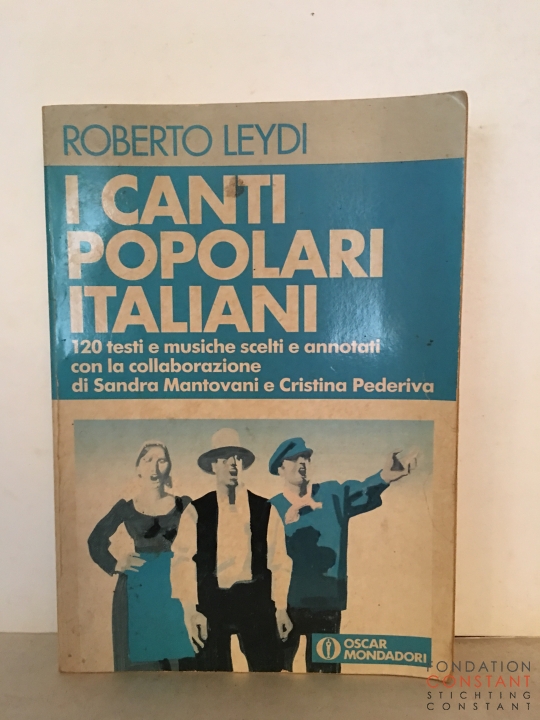 ROBERTO LEYDI
I CANTI
POPOLARI
ITALIANI
120 testi e musiche scelti e annotati
con la collaborazione
di Sandra Mantovani e Cristina Pederiva
OSCAR
MONDADORI
FONDATION
CONSTANT
STICHTING
CONSTANT